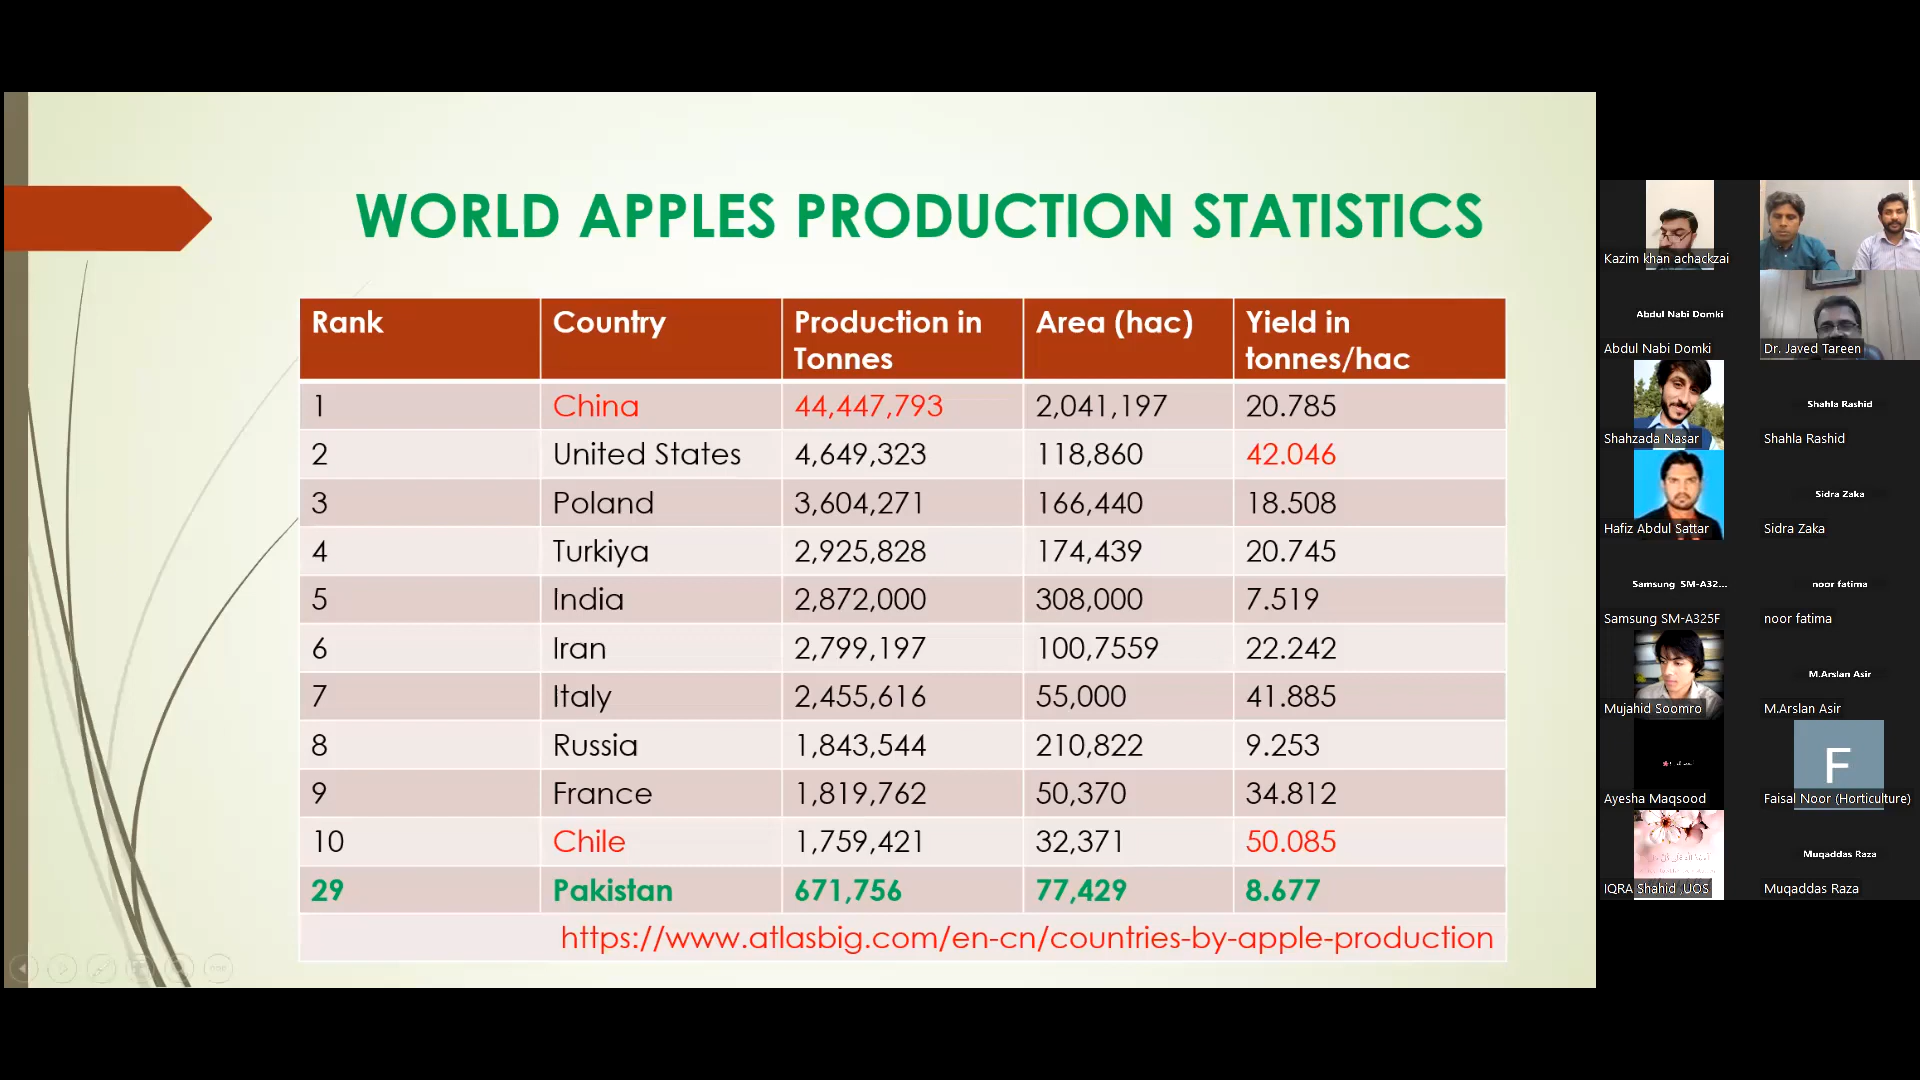 WORLD APPLES PRODUCTION STATISTICS
Rank Country Production in Tonnes Area (hac) Yield in tonnes/hac
1 China 44,447,793 2,041,197 20.785
2 United States 4,649,323 118,860 42.046
3 Poland 3,604,271 166,440 18.508
4 Turkiya 2,925,828 174,439 20.745
5 India 2,872,000 308,000 7.519
6 Iran 2,799,197 100,7559 22.242
7 Italy 2,455,616 55,000 41.885
8 Russia 1,843,544 210,822 9.253
9 France 1,819,762 50,370 34.812
10 Chile 1,759,421 32,371 50.085
29 Pakistan 671,756 77,429 8.677
https://www.atlasbig.com/en-cn/countries-by-apple-production
Kazim khan achackzai
Abdul Nabi Domki
Abdul Nabi Domki
Dr. Javed Tareen
Shahzada Nasar
Shahla Rashid
Shahla Rashid
Hafiz Abdul Sattar
Sidra Zaka
Sidra Zaka
Samsung SM-A32...
Samsung SM-A325F
noor fatima
noor fatima
Mujahid Soomro
M.Arslan Asir
M.Arslan Asir
Ayesha Maqsood
F
Faisal Noor (Horticulture)
IQRA Shahid ,UOS
Muqaddas Raza
Muqaddas Raza